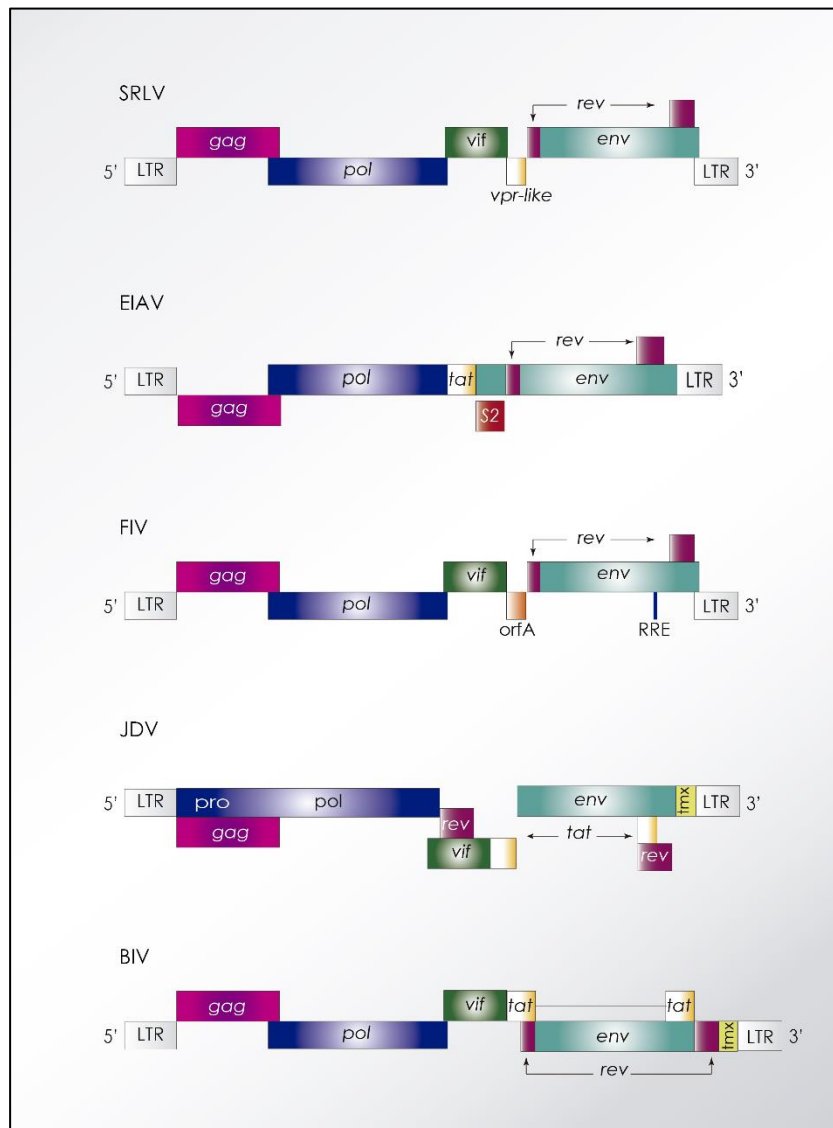 SRLV
rev
gag vif env
5' LTR pol LTR 3'
vpr-like
EIAV
rev
5' LTR pol tat env LTR 3'
gag S2
FIV
rev
gag vif env
5' LTR pol LTR 3'
orfA RRE
JDV
5' LTR pro pol env tmx LTR 3'
gag rev tat
vif rev
BIV
gag vif tat tat
5' LTR pol env tmx LTR 3'
rev